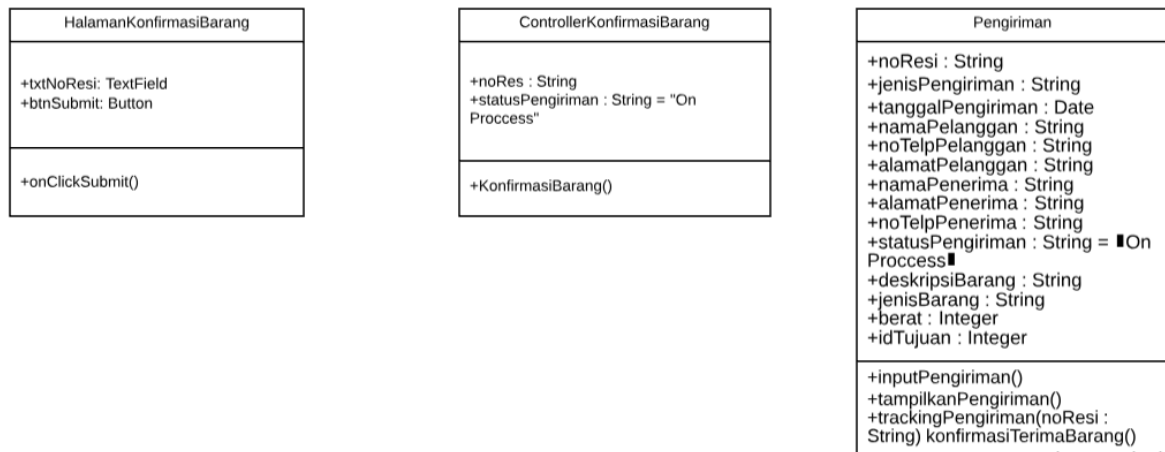 HalamanKonfirmasiBarang
+txtNoResi: TextField
+btnSubmit: Button
+onClickSubmit()
ControllerKonfirmasiBarang
+noRes : String
+statusPengiriman : String = "On
Proccess"
+KonfirmasiBarang()
Pengiriman
+noResi : String
+jenisPengiriman : String
+tanggalPengiriman : Date
+namaPelanggan : String
+noTelpPelanggan : String
+alamatPelanggan : String
+namaPenerima : String
+alamatPenerima : String
+noTelpPenerima : String
+statusPengiriman : String = ▮On
Proccess▮
+deskripsiBarang : String
+jenisBarang : String
+berat : Integer
+idTujuan : Integer
+inputPengiriman()
+tampilkanPengiriman()
+trackingPengiriman(noResi :
String) konfirmasiTerimaBarang()